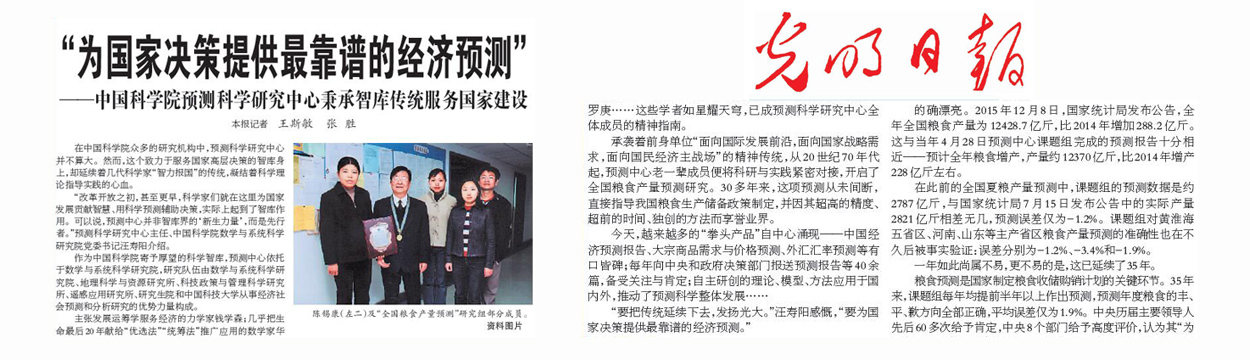 “为国家决策提供最靠谱的经济预测”
——中国科学院预测科学研究中心秉承智库传统服务国家建设
本报记者 王斯敏 张 胜
在中国科学院众多的研究机构中，预测科学研究中心
并不算大。然而，这个致力于服务国家高层决策的智库身
上，却延续着几代科学家“智力报国”的传统，凝结着科学理
论指导实践的心血。
“改革开放之初，甚至更早，科学家们就在这里为国家
发展贡献智慧、用科学预测辅助决策，实际上起到了智库作
用。可以说，预测中心并非智库界的‘新生力量’，而是先行
者。”预测科学研究中心主任、中国科学院数学与系统科学
研究院党委书记汪寿阳介绍。
作为中国科学院寄予厚望的科学智库，预测中心依托
于数学与系统科学研究院，研究队伍由数学与系统科学研
究院、地理科学与资源研究所、科技政策与管理科学研究
所、遥感应用研究所、研究生院和中国科技大学从事经济社
会预测和分析研究的优势力量构成。
主张发展运筹学服务经济的力学家钱学森；几乎把生
命最后20年献给“优选法”“统筹法”推广应用的数学家华
陈锡康（左二）及“全国粮食产量预测”研究组部分成员。
资料图片
光明日报
罗庚……这些学者如星耀天穹，已成预测科学研究中心全
体成员的精神指南。
承袭着前身单位“面向国际发展前沿，面向国家战略需
求，面向国民经济主战场”的精神传统，从20世纪70年代
起，预测中心老一辈成员便将科研与实践紧密对接，开启了
全国粮食产量预测研究。30多年来，这项预测从未间断，
直接指导我国粮食生产储备政策制定，并因其超高的精度、
超前的时间、独创的方法而享誉业界。
今天，越来越多的“拳头产品”自中心涌现——中国经
济预测报告、大宗商品需求与价格预测、外汇汇率预测等有
口皆碑；每年向中央和政府决策部门报送预测报告等40余
篇，备受关注与肯定；自主研创的理论、模型、方法应用于国
内外，推动了预测科学整体发展……
“要把传统延续下去，发扬光大。”汪寿阳感慨，“要为国
家决策提供最靠谱的经济预测。”
的确漂亮。2015年12月8日，国家统计局发布公告，全
年全国粮食产量为12428.7亿斤，比2014年增加288.2亿斤。
这与当年4月28日预测中心课题组完成的预测报告十分相
近——预计全年粮食增产，产量约12370亿斤，比2014年增产
228亿斤左右。
在此前的全国夏粮产量预测中，课题组的预测数据是约
2787亿斤，与国家统计局7月15日发布公告中的实际产量
2821亿斤相差无几，预测误差仅为-1.2%。课题组对黄淮海
五省区、河南、山东等主产省区粮食产量预测的准确性也在不
久后被事实验证：误差分别为-1.2%、-3.4%和-1.9%。
一年如此尚属不易，更不易的是，这已延续了35年。
粮食预测是国家制定粮食收储购销计划的关键环节。35年
来，课题组每年均提前半年以上作出预测，预测年度粮食的丰、
平、歉方向全部正确，平均误差仅为1.9%。中央历届主要领导人
先后60多次给予肯定，中央8个部门给予高度评价，认为其“为